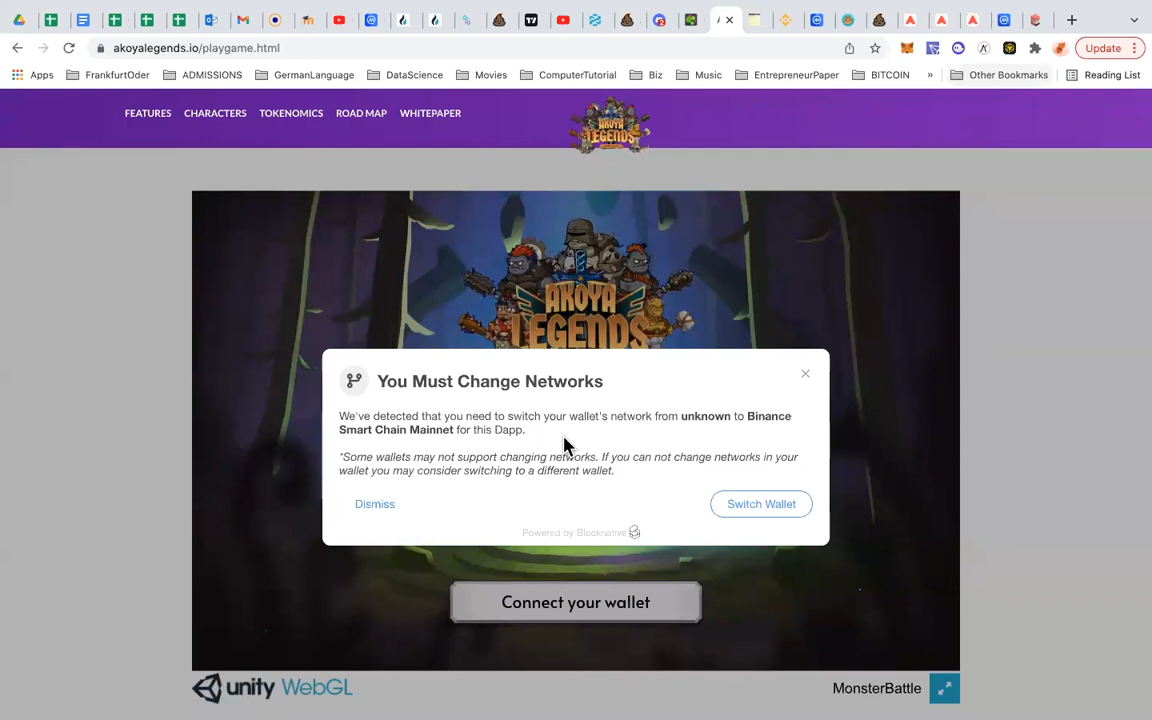 akoyalegends.io/playgame.html
Update
Apps
FrankfurtOder
ADMISSIONS
GermanLanguage
DataScience
Movies
ComputerTutorial
Biz
Music
EntrepreneurPaper
BITCOIN
»
Other Bookmarks
Reading List
FEATURES
CHARACTERS
TOKENOMICS
ROAD MAP
WHITEPAPER
AKOYA
LEGENDS
AKOYA
LEGENDS
You Must Change Networks
We've detected that you need to switch your wallet's network from unknown to Binance
Smart Chain Mainnet for this Dapp.
*Some wallets may not support changing networks. If you can not change networks in your
wallet you may consider switching to a different wallet.
Dismiss
Switch Wallet
Powered by Blocknative
Connect your wallet
unity WebGL
MonsterBattle